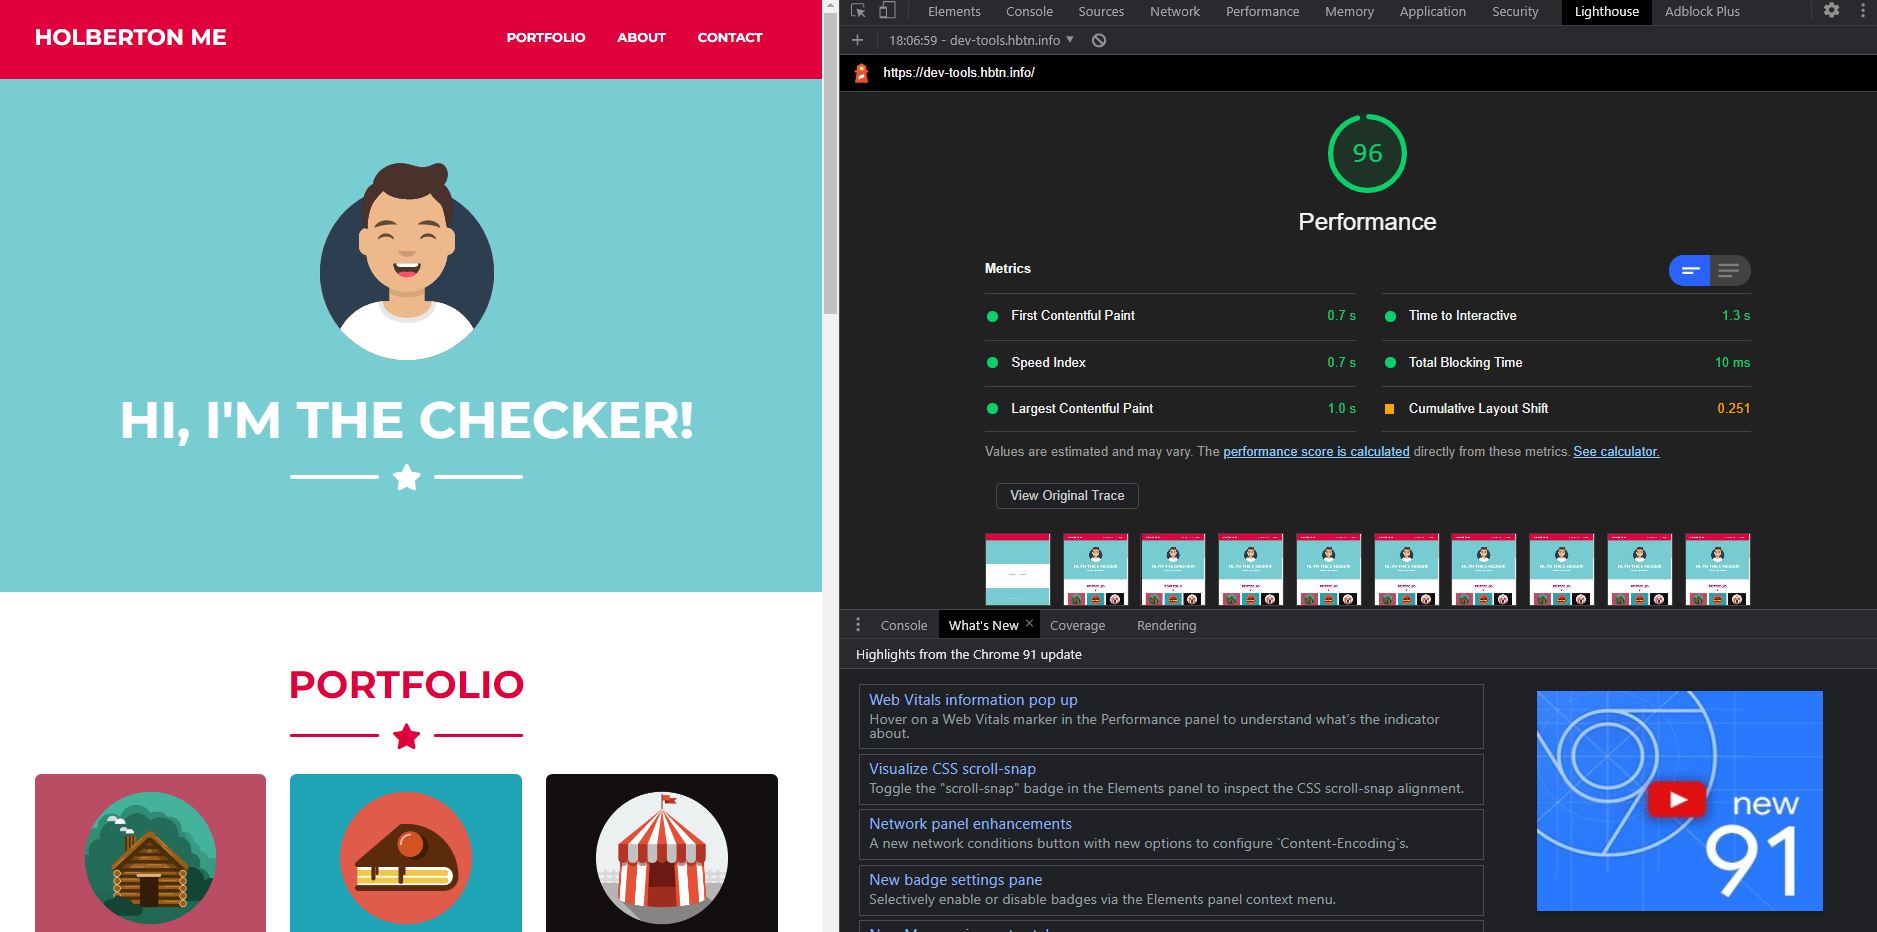 HOLBERTON ME
PORTFOLIO ABOUT CONTACT
HI, I'M THE CHECKER!
PORTFOLIO
Elements Console Sources Network Performance Memory Application Security Lighthouse Adblock Plus
18:06:59 - dev-tools.hbtn.info
https://dev-tools.hbtn.info/
96
Performance
Metrics
First Contentful Paint 0.7 s Time to Interactive 1.3 s
Speed Index 0.7 s Total Blocking Time 10 ms
Largest Contentful Paint 1.0 s Cumulative Layout Shift 0.251
Values are estimated and may vary. The performance score is calculated directly from these metrics. See calculator.
View Original Trace
Console What's New × Coverage Rendering
Highlights from the Chrome 91 update
Web Vitals information pop up
Hover on a Web Vitals marker in the Performance panel to understand what's the indicator
about.
Visualize CSS scroll-snap
Toggle the "scroll-snap" badge in the Elements panel to inspect the CSS scroll-snap alignment.
Network panel enhancements
A new network conditions button with new options to configure `Content-Encoding`s.
New badge settings pane
Selectively enable or disable badges via the Elements panel context menu.
new
91